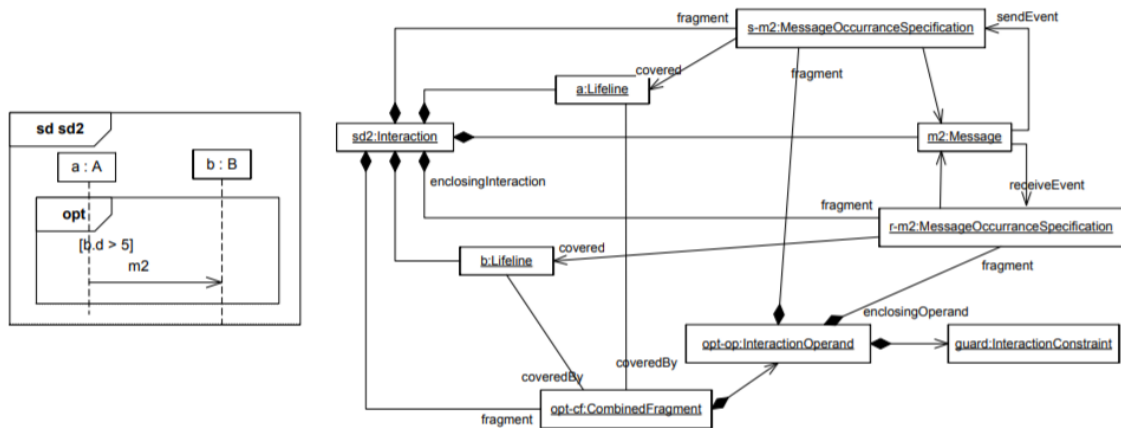 sd sd2
a : A
b : B
opt
[b.d > 5]
m2
fragment
s-m2:MessageOccurranceSpecification
sendEvent
fragment
covered
a:Lifeline
sd2:Interaction
m2:Message
enclosingInteraction
receiveEvent
fragment
r-m2:MessageOccurranceSpecification
covered
b:Lifeline
fragment
enclosingOperand
opt-op:InteractionOperand
guard:InteractionConstraint
coveredBy
coveredBy
opt-cf:CombinedFragment
fragment